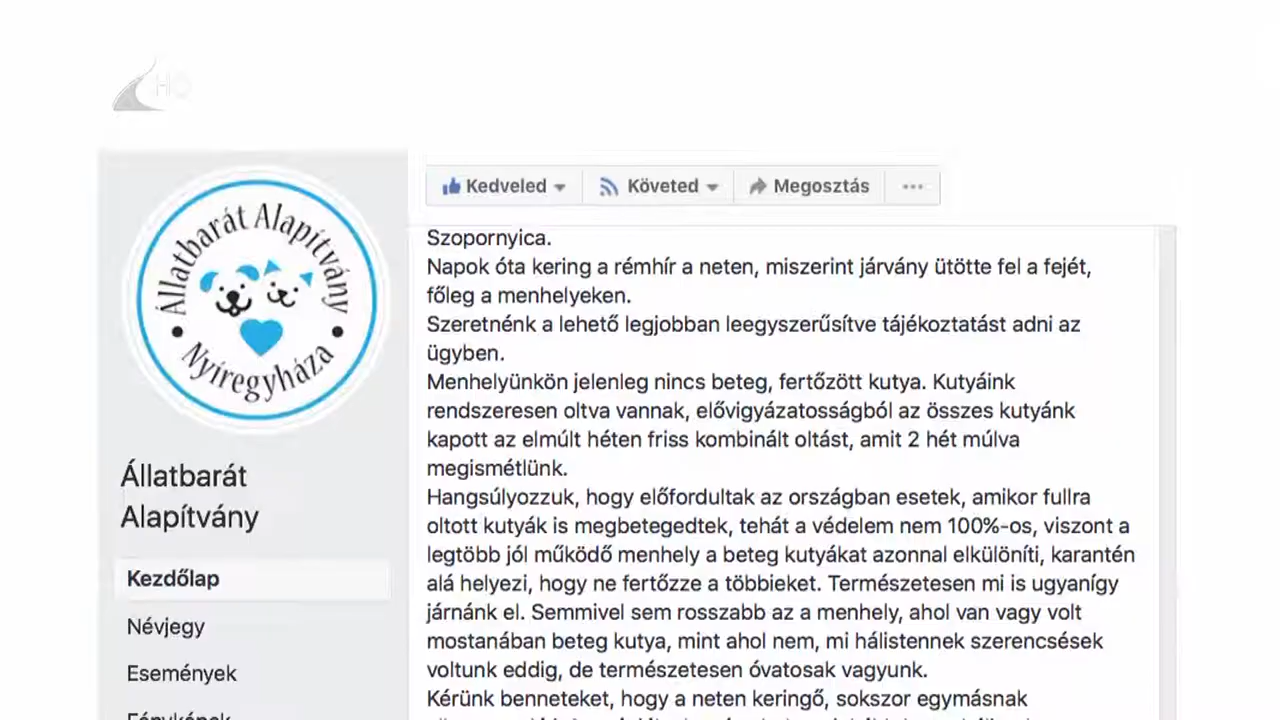 HD
Állatbarát Alapítvány
Nyíregyháza
Állatbarát
Alapítvány
Kezdőlap
Névjegy
Események
Fényképek
Kedveled
Követed
Megosztás
Szopornyica.
Napok óta kering a rémhír a neten, miszerint járvány ütötte fel a fejét,
főleg a menhelyeken.
Szeretnénk a lehető legjobban leegyszerűsítve tájékoztatást adni az
ügyben.
Menhelyünkön jelenleg nincs beteg, fertőzött kutya. Kutyáink
rendszeresen oltva vannak, elővigyázatosságból az összes kutyánk
kapott az elmúlt héten friss kombinált oltást, amit 2 hét múlva
megismétlünk.
Hangsúlyozzuk, hogy előfordultak az országban esetek, amikor fullra
oltott kutyák is megbetegedtek, tehát a védelem nem 100%-os, viszont a
legtöbb jól működő menhely a beteg kutyákat azonnal elkülöníti, karantén
alá helyezi, hogy ne fertőzze a többieket. Természetesen mi is ugyanígy
járnánk el. Semmivel sem rosszabb az a menhely, ahol van vagy volt
mostanában beteg kutya, mint ahol nem, mi hálistennek szerencsések
voltunk eddig, de természetesen óvatosak vagyunk.
Kérünk benneteket, hogy a neten keringő, sokszor egymásnak